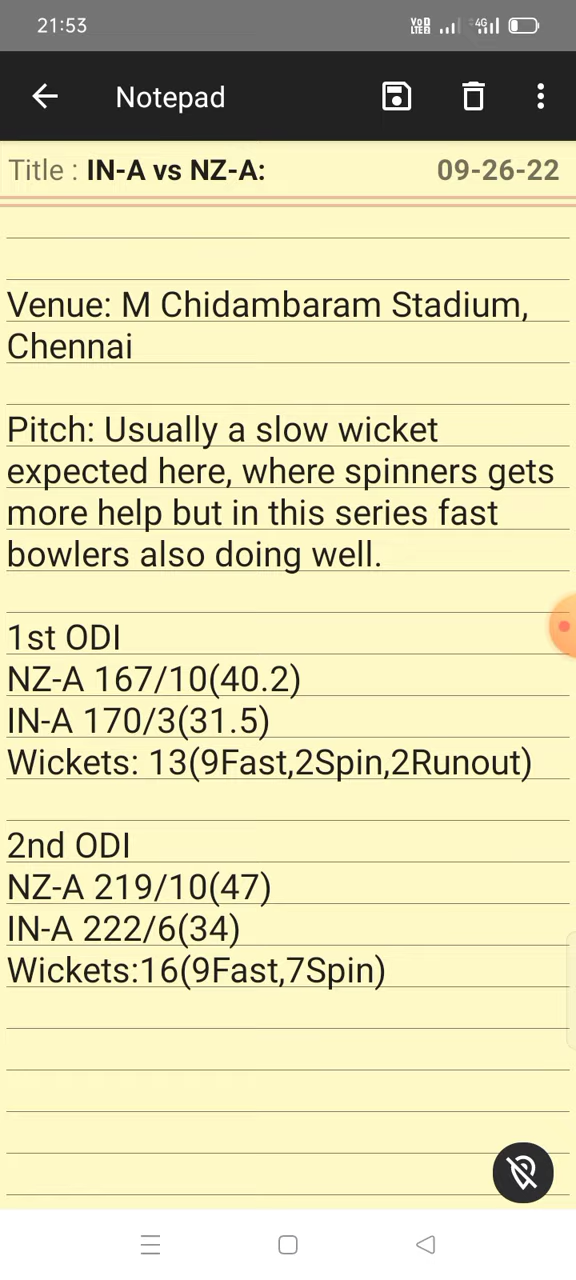 21:53
VoD LTE 4G
Notepad
Title : IN-A vs NZ-A: 09-26-22
Venue: M Chidambaram Stadium,
Chennai
Pitch: Usually a slow wicket
expected here, where spinners gets
more help but in this series fast
bowlers also doing well.
1st ODI
NZ-A 167/10(40.2)
IN-A 170/3(31.5)
Wickets: 13(9Fast,2Spin,2Runout)
2nd ODI
NZ-A 219/10(47)
IN-A 222/6(34)
Wickets:16(9Fast,7Spin)